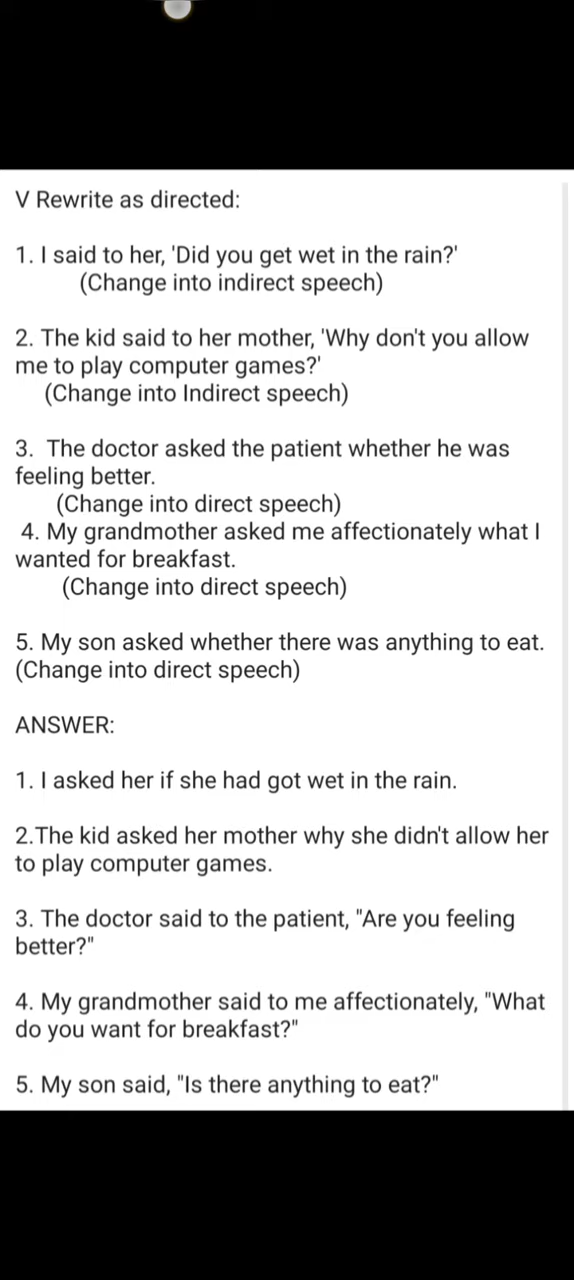 V Rewrite as directed:
1. I said to her, 'Did you get wet in the rain?'
(Change into indirect speech)
2. The kid said to her mother, 'Why don't you allow
me to play computer games?'
(Change into Indirect speech)
3. The doctor asked the patient whether he was
feeling better.
(Change into direct speech)
4. My grandmother asked me affectionately what I
wanted for breakfast.
(Change into direct speech)
5. My son asked whether there was anything to eat.
(Change into direct speech)
ANSWER:
1. I asked her if she had got wet in the rain.
2.The kid asked her mother why she didn't allow her
to play computer games.
3. The doctor said to the patient, "Are you feeling
better?"
4. My grandmother said to me affectionately, "What
do you want for breakfast?"
5. My son said, "Is there anything to eat?"